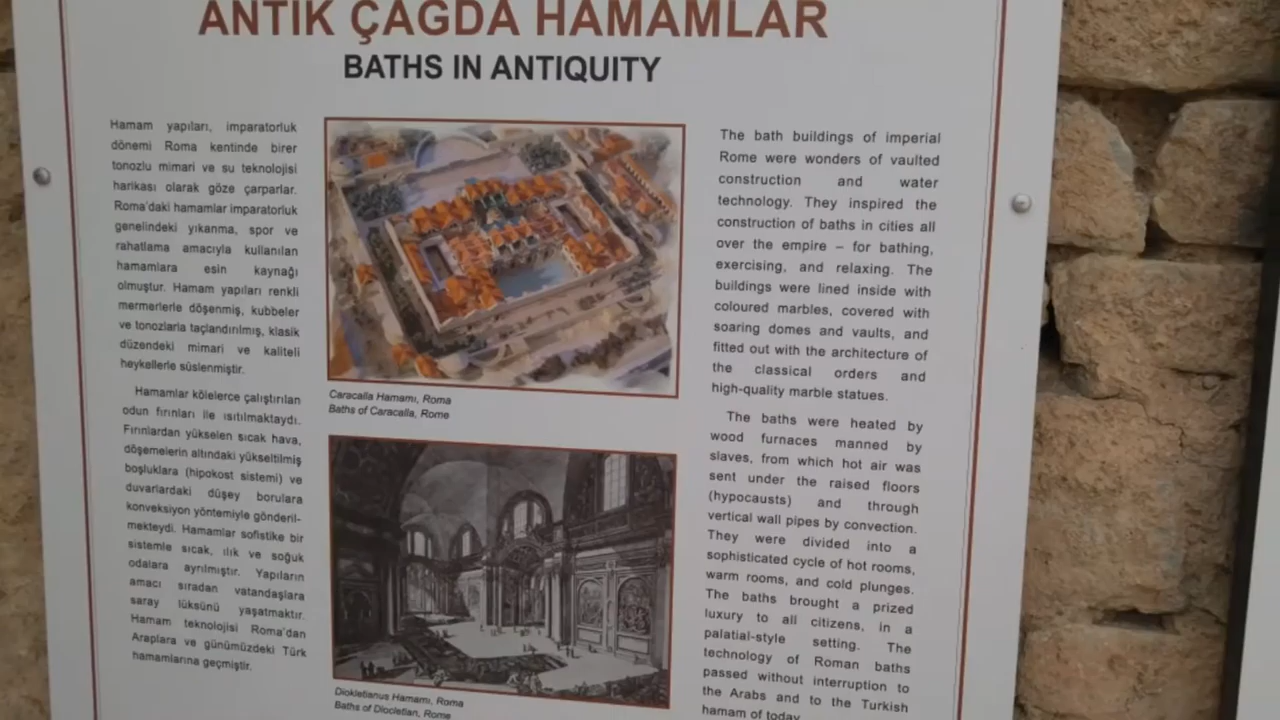 ANTİK ÇAĞDA HAMAMLAR
BATHS IN ANTIQUITY
Hamam yapıları, imparatorluk
dönemi Roma kentinde birer
tonozlu mimari ve su teknolojisi
harikası olarak göze çarparlar.
Roma'daki hamamlar imparatorluk
genelindeki yıkanma, spor ve
rahatlama amacıyla kullanılan
hamamlara esin kaynağı
olmuştur. Hamam yapıları renkli
mermerlerle döşenmiş, kubbeler
ve tonozlarla taçlandırılmış, klasik
düzendeki mimari ve kaliteli
heykellerle süslenmiştir.
Hamamlar kölelerce çalıştırılan
odun fırınları ile ısıtılmaktaydı.
Fırınlardan yükselen sıcak hava,
döşemelerin altındaki yükseltilmiş
boşluklara (hipokost sistemi) ve
duvarlardaki düşey borulara
konveksiyon yöntemiyle gönderil-
mekteydi. Hamamlar sofistike bir
sistemle sıcak, ılık ve soğuk
odalara ayrılmıştır. Yapıların
amacı sıradan vatandaşlara
saray lüksünü yaşatmaktır.
Hamam teknolojisi Roma'dan
Araplara ve günümüzdeki Türk
hamamlarına geçmiştir.
Caracalla Hamamı, Roma
Baths of Caracalla, Rome
Diokletianus Hamamı, Roma
Baths of Diocletian, Rome
The bath buildings of imperial
Rome were wonders of vaulted
construction and water
technology. They inspired the
construction of baths in cities all
over the empire – for bathing,
exercising, and relaxing. The
buildings were lined inside with
coloured marbles, covered with
soaring domes and vaults, and
fitted out with the architecture of
the classical orders and
high-quality marble statues.
The baths were heated by
wood furnaces manned by
slaves, from which hot air was
sent under the raised floors
(hypocausts) and through
vertical wall pipes by convection.
They were divided into a
sophisticated cycle of hot rooms,
warm rooms, and cold plunges.
The baths brought a prized
luxury to all citizens, in a
palatial-style setting. The
technology of Roman baths
passed without interruption to
the Arabs and to the Turkish
hamam of today.